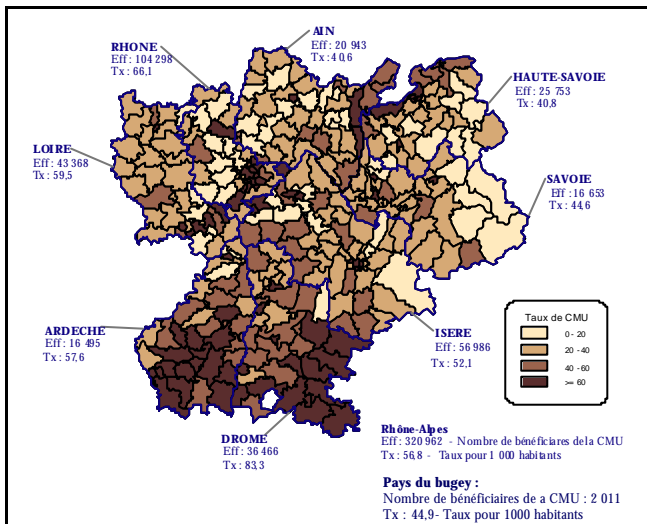 AIN
Eff : 20 943
Tx : 40,6
RHONE
Eff : 104 298
Tx : 66,1
HAUTE-SAVOIE
Eff : 25 753
Tx : 40,8
LOIRE
Eff : 43 368
Tx : 59,5
SAVOIE
Eff : 16 653
Tx : 44,6
ARDECHE
Eff : 16 495
Tx : 57,6
ISERE
Eff : 56 986
Tx : 52,1
Taux de CMU
0 - 20
20 - 40
40 - 60
>= 60
DROME
Eff : 36 466
Tx : 83,3
Rhône-Alpes
Eff : 320 962 - Nombre de bénéficiares de la CMU
Tx : 56,8 - Taux pour 1 000 habitants
Pays du bugey :
Nombre de bénéficiaires de a CMU : 2 011
Tx : 44,9- Taux pour 1000 habitants